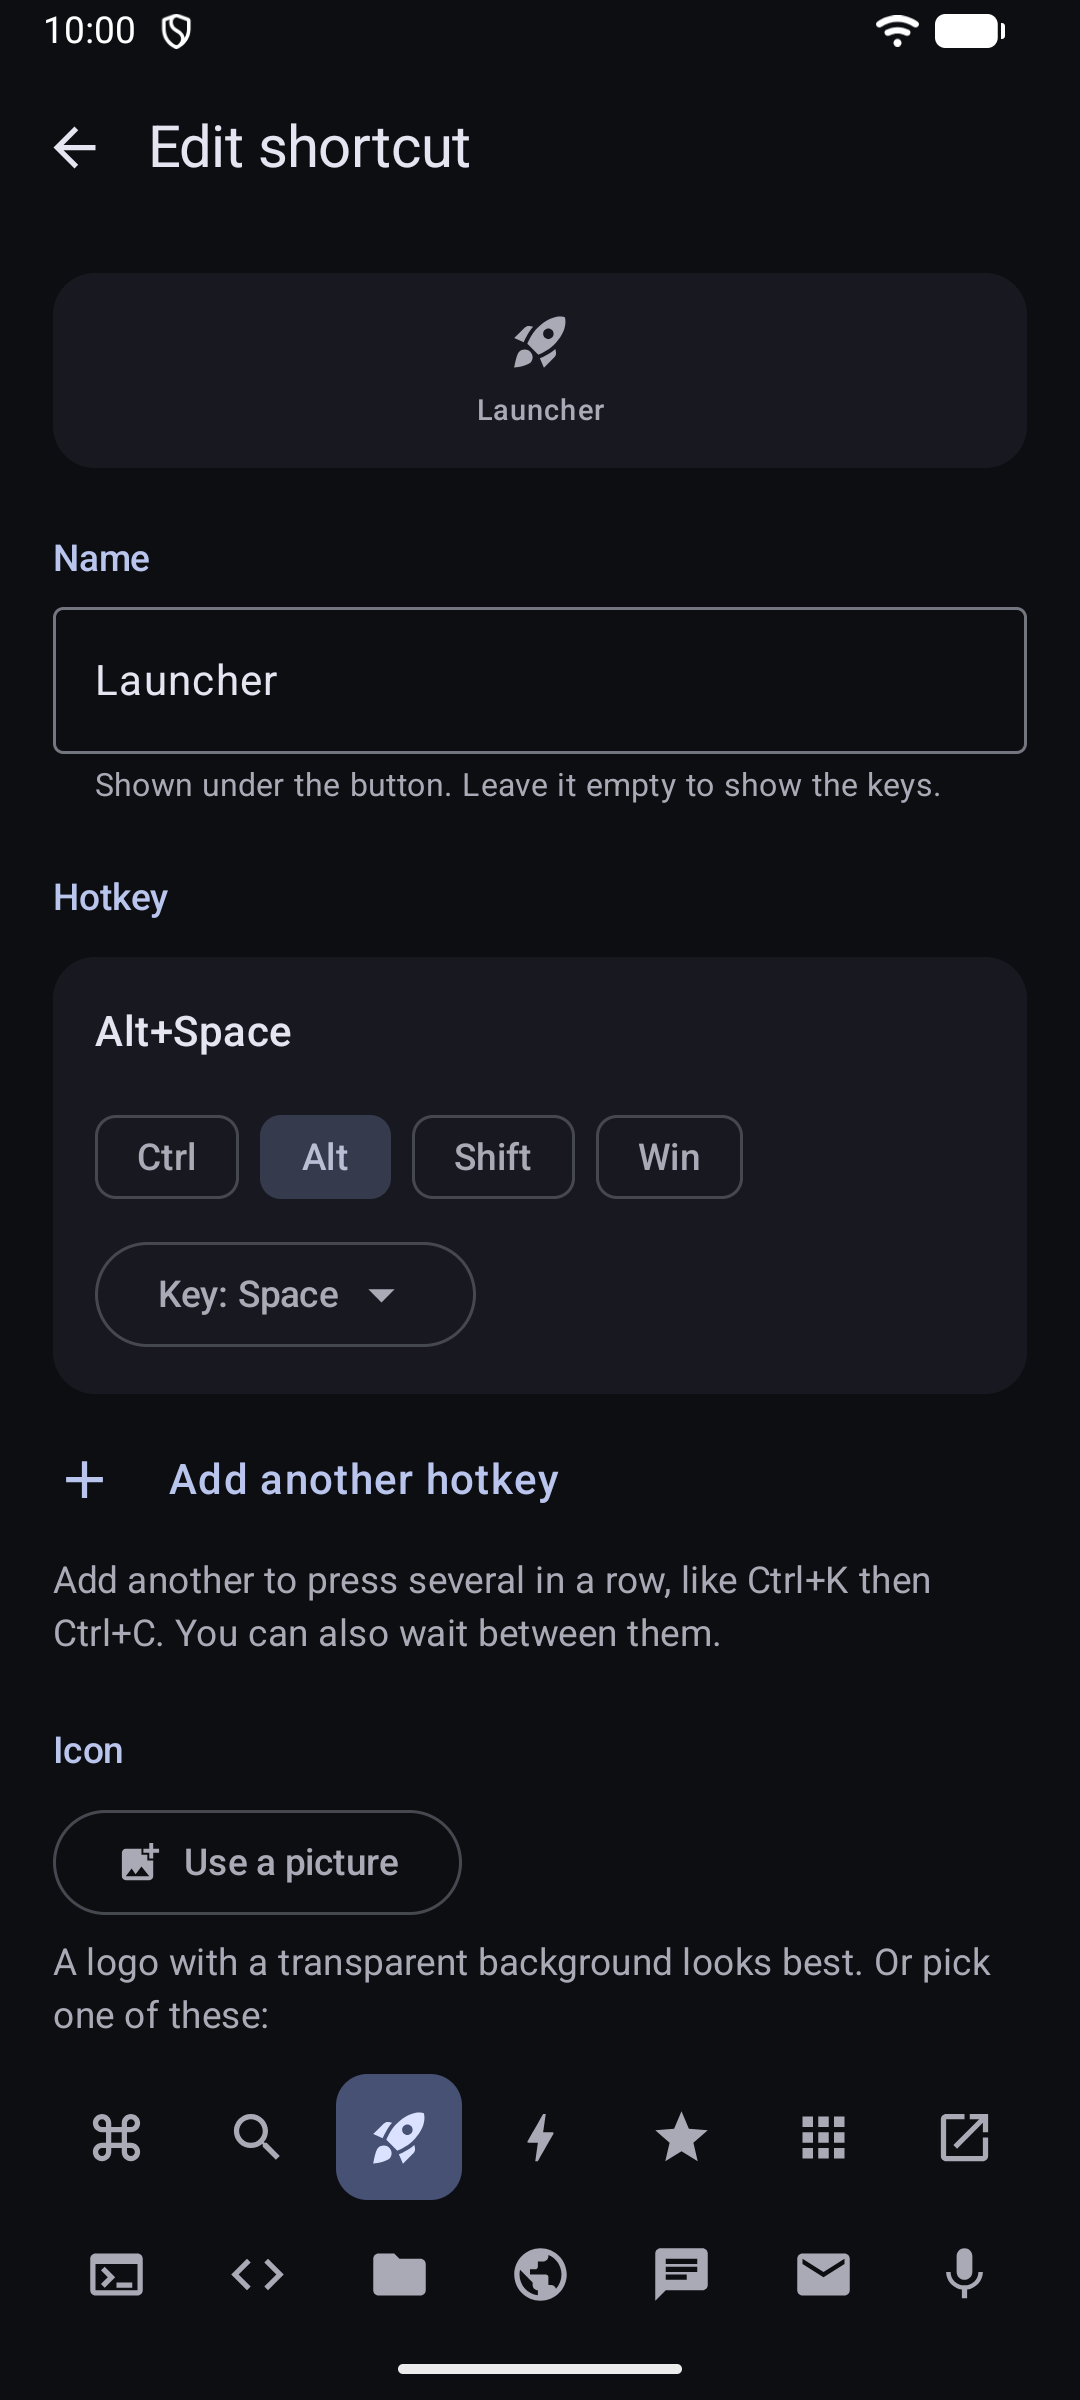 10:00
Edit shortcut
Launcher
Name
Launcher
Shown under the button. Leave it empty to show the keys.
Hotkey
Alt+Space
Ctrl Alt Shift Win
Key: Space
Add another hotkey
Add another to press several in a row, like Ctrl+K then
Ctrl+C. You can also wait between them.
Icon
Use a picture
A logo with a transparent background looks best. Or pick
one of these: